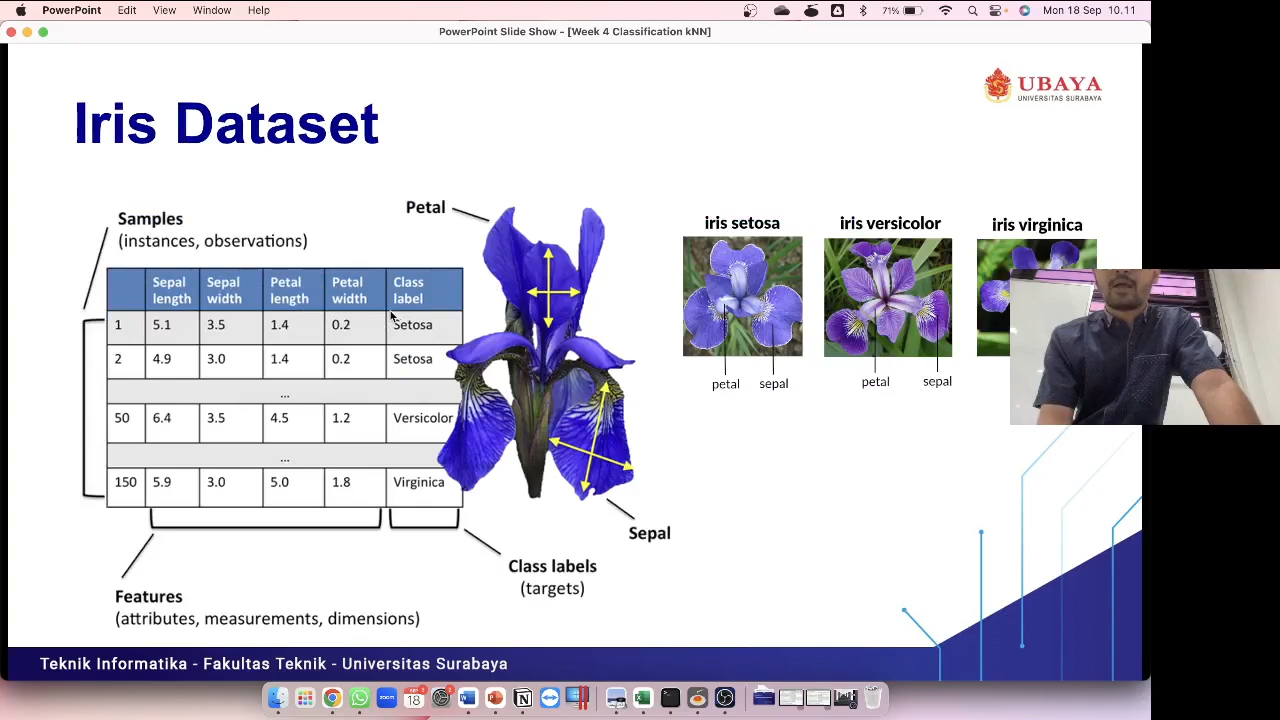 PowerPoint Edit View Window Help
71% Mon 18 Sep 10.11
PowerPoint Slide Show - [Week 4 Classification kNN]
UBAYA
UNIVERSITAS SURABAYA
Iris Dataset
Samples
(instances, observations)
Petal
Sepal length Sepal width Petal length Petal width Class label
1 5.1 3.5 1.4 0.2 Setosa
2 4.9 3.0 1.4 0.2 Setosa
...
50 6.4 3.5 4.5 1.2 Versicolor
...
150 5.9 3.0 5.0 1.8 Virginica
Sepal
Class labels
(targets)
Features
(attributes, measurements, dimensions)
iris setosa iris versicolor iris virginica
petal sepal petal sepal
Teknik Informatika - Fakultas Teknik - Universitas Surabaya
zoom
18